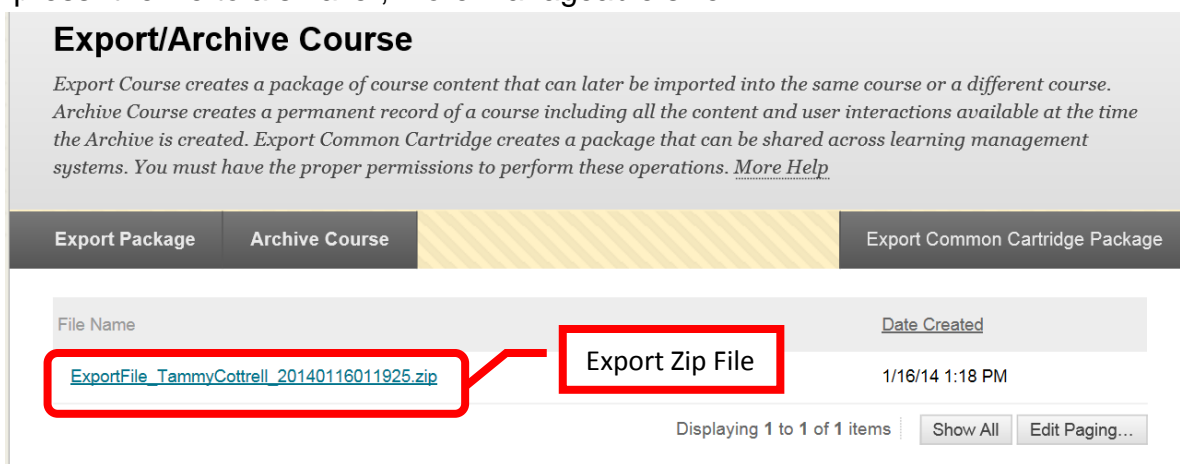 Export/Archive Course
Export Course creates a package of course content that can later be imported into the same course or a different course.
Archive Course creates a permanent record of a course including all the content and user interactions available at the time
the Archive is created. Export Common Cartridge creates a package that can be shared across learning management
systems. You must have the proper permissions to perform these operations. More Help
Export Package Archive Course Export Common Cartridge Package
File Name Date Created
ExportFile_TammyCottrell_20140116011925.zip Export Zip File 1/16/14 1:18 PM
Displaying 1 to 1 of 1 items Show All Edit Paging...